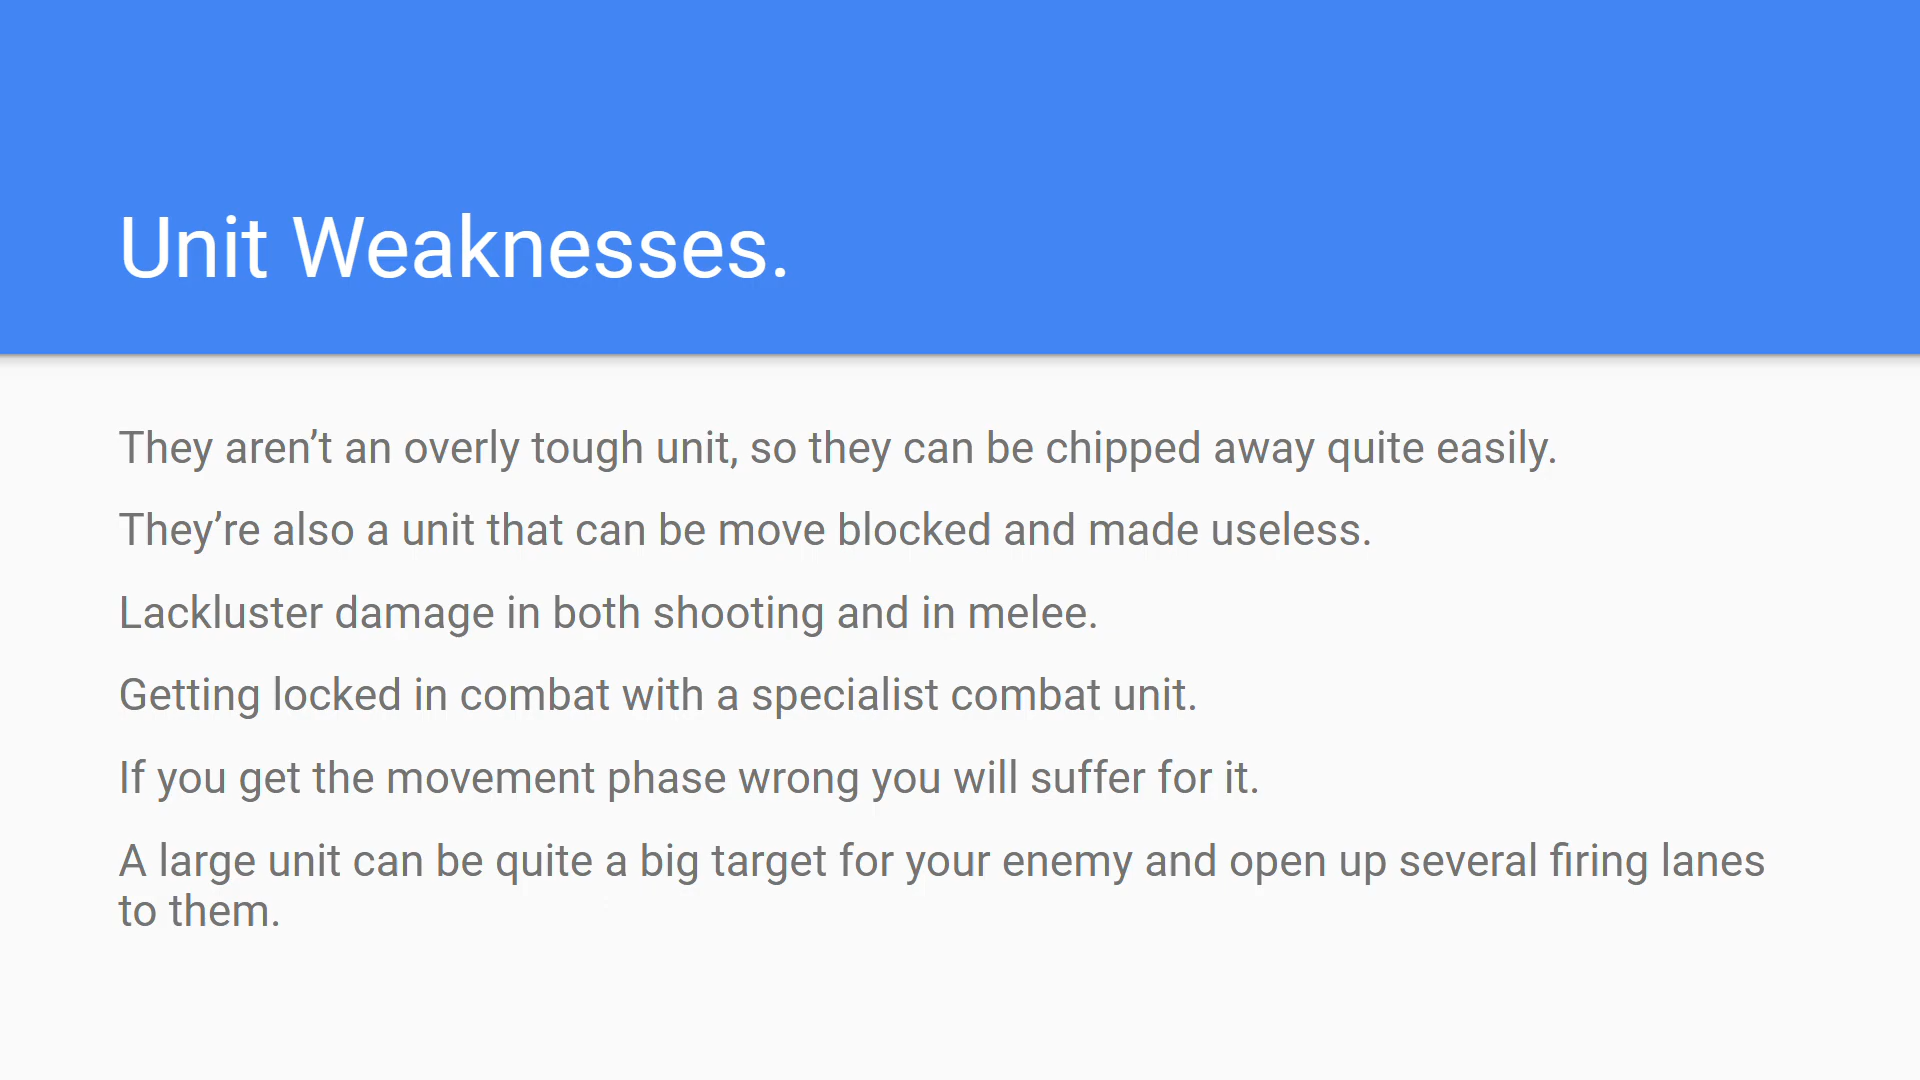 Unit Weaknesses.
They aren’t an overly tough unit, so they can be chipped away quite easily.
They’re also a unit that can be move blocked and made useless.
Lackluster damage in both shooting and in melee.
Getting locked in combat with a specialist combat unit.
If you get the movement phase wrong you will suffer for it.
A large unit can be quite a big target for your enemy and open up several firing lanes
to them.